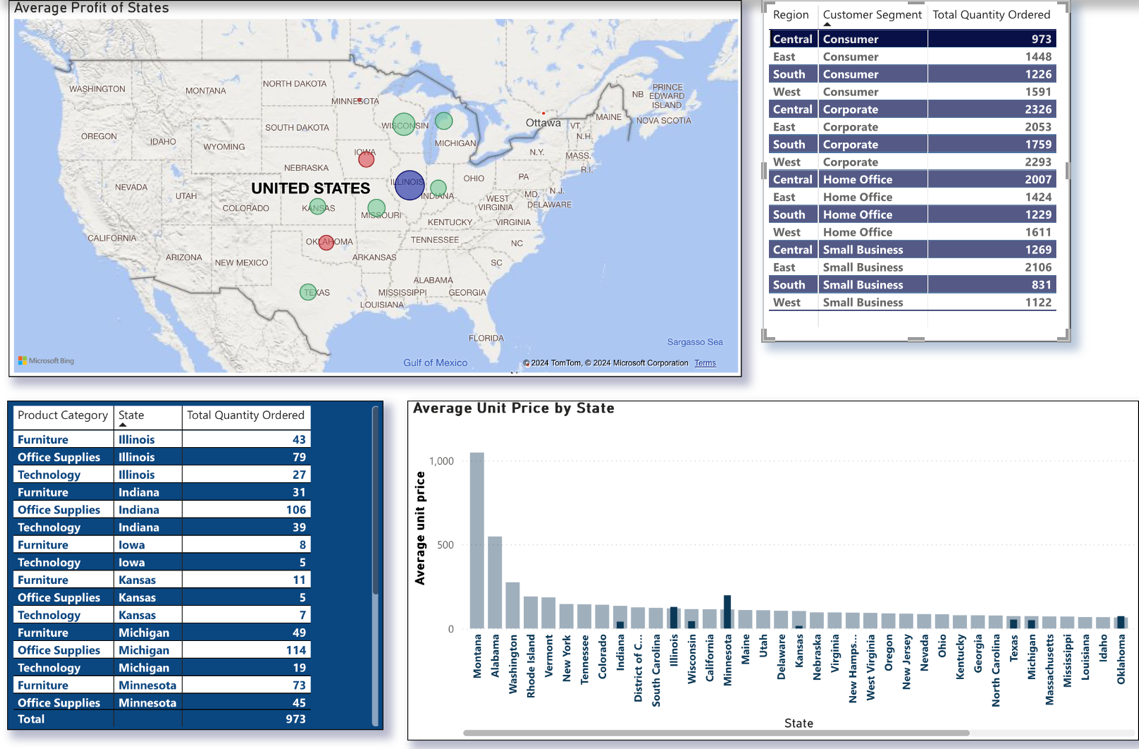 Average Profit of States
WASHINGTON
MONTANA
NORTH DAKOTA
MINNESOTA
OREGON
IDAHO
WYOMING
SOUTH DAKOTA
WISCONSIN
MICHIGAN
Ottawa
VT.
N.H.
MAINE
NB
PRINCE
EDWARD
ISLAND
NOVA SCOTIA
NEVADA
UTAH
COLORADO
NEBRASKA
IOWA
ILLINOIS
INDIANA
OHIO
PA
N.Y.
MASS.
R.I.
N.J.
MD.
DELAWARE
UNITED STATES
KANSAS
MISSOURI
WEST
VIRGINIA
KENTUCKY
VIRGINIA
CALIFORNIA
ARIZONA
NEW MEXICO
OKLAHOMA
ARKANSAS
TENNESSEE
NC
SC
TEXAS
LOUISIANA
MISSISSIPPI
ALABAMA
GEORGIA
FLORIDA
Gulf of Mexico
Sargasso Sea
Microsoft Bing
© 2024 TomTom, © 2024 Microsoft Corporation Terms
Region Customer Segment Total Quantity Ordered
Central Consumer 973
East Consumer 1448
South Consumer 1226
West Consumer 1591
Central Corporate 2326
East Corporate 2053
South Corporate 1759
West Corporate 2293
Central Home Office 2007
East Home Office 1424
South Home Office 1229
West Home Office 1611
Central Small Business 1269
East Small Business 2106
South Small Business 831
West Small Business 1122
Product Category State Total Quantity Ordered
Furniture Illinois 43
Office Supplies Illinois 79
Technology Illinois 27
Furniture Indiana 31
Office Supplies Indiana 106
Technology Indiana 39
Furniture Iowa 8
Technology Iowa 5
Furniture Kansas 11
Office Supplies Kansas 5
Technology Kansas 7
Furniture Michigan 49
Office Supplies Michigan 114
Technology Michigan 19
Furniture Minnesota 73
Office Supplies Minnesota 45
Total 973
Average Unit Price by State
Average unit price
1,000
500
0
Montana
Alabama
Washington
Rhode Island
Vermont
New York
Tennessee
Colorado
Indiana
District of C...
South Carolina
Illinois
Wisconsin
California
Minnesota
Maine
Utah
Delaware
Kansas
Nebraska
Virginia
New Hamps...
West Virginia
Oregon
New Jersey
Nevada
Ohio
Kentucky
Georgia
North Carolina
Texas
Michigan
Massachusetts
Mississippi
Louisiana
Idaho
Oklahoma
State